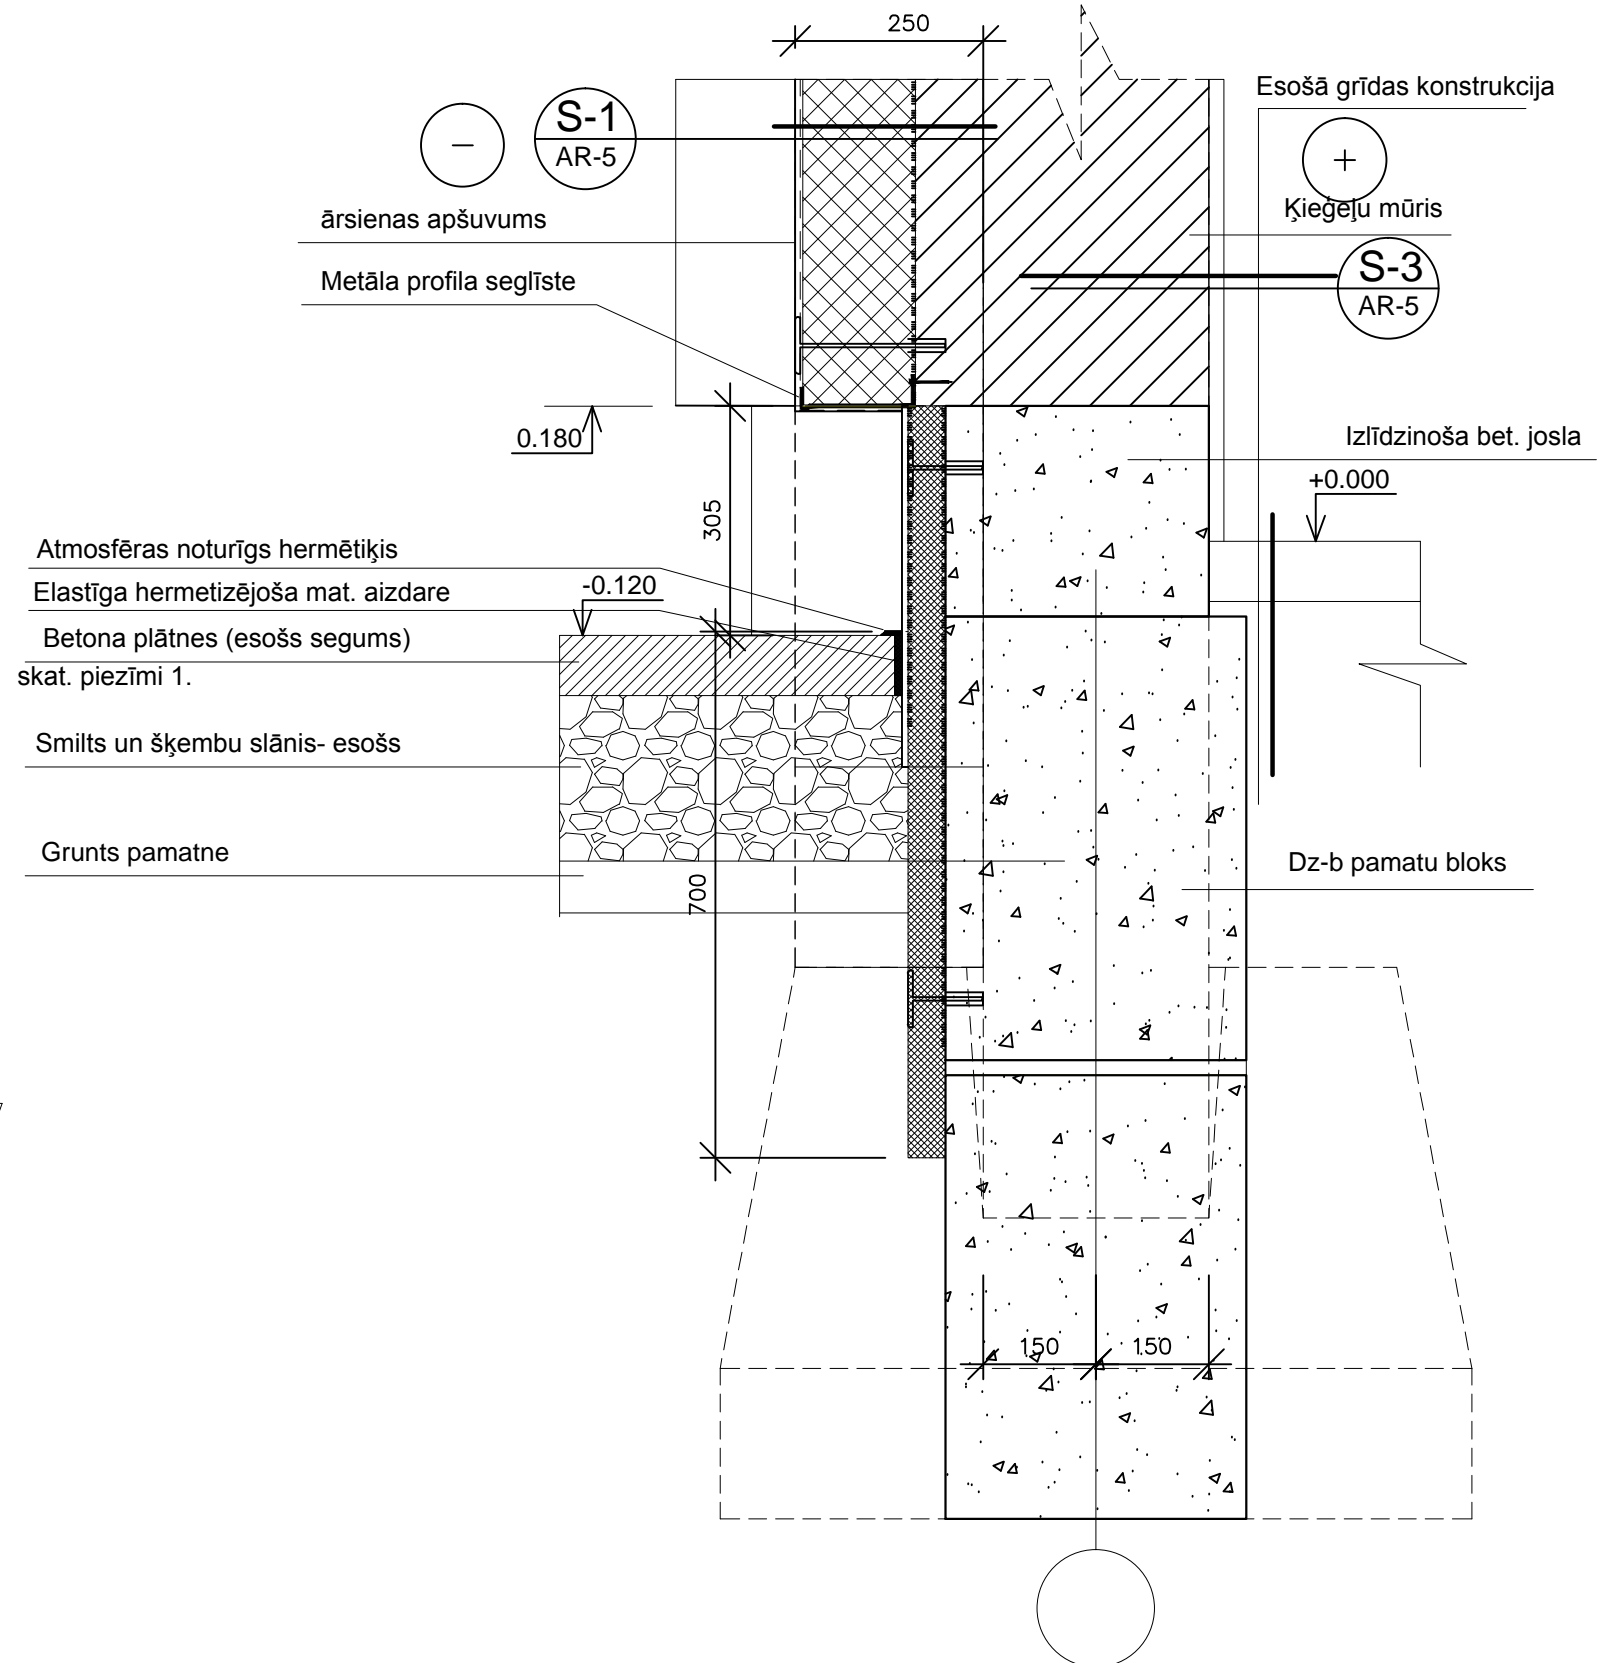 250
Esošā grīdas konstrukcija
S-1
AR-5
−
+
ārsienas apšuvums
Ķieģeļu mūris
Metāla profila seglīste
S-3
AR-5
0.180
Izlīdzinoša bet. josla
+0.000
305
Atmosfēras noturīgs hermētiķis
Elastīga hermetizējoša mat. aizdare
-0.120
Betona plātnes (esošs segums)
skat. piezīmi 1.
Smilts un šķembu slānis- esošs
Grunts pamatne
700
Dz-b pamatu bloks
150
150